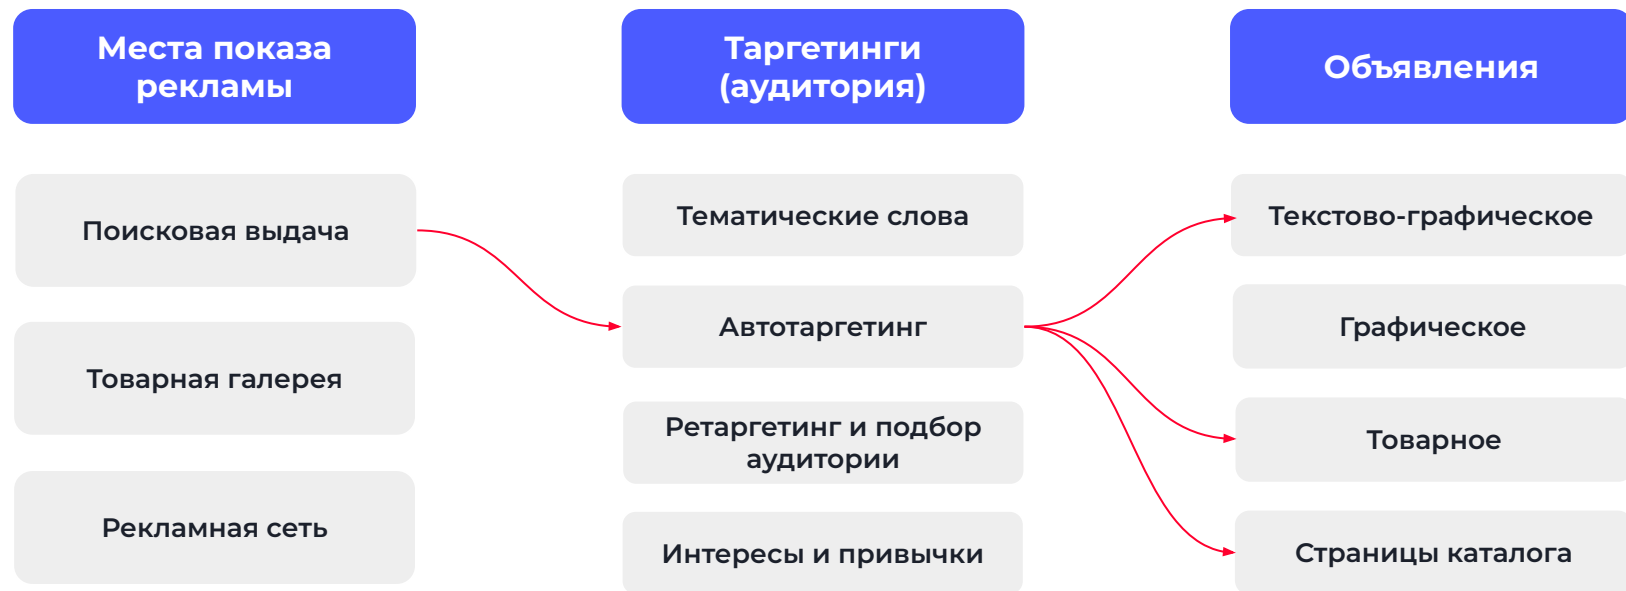 Места показа
рекламы
Таргетинги
(аудитория)
Объявления
Поисковая выдача
Товарная галерея
Рекламная сеть
Тематические слова
Автотаргетинг
Ретаргетинг и подбор
аудитории
Интересы и привычки
Текстово-графическое
Графическое
Товарное
Страницы каталога